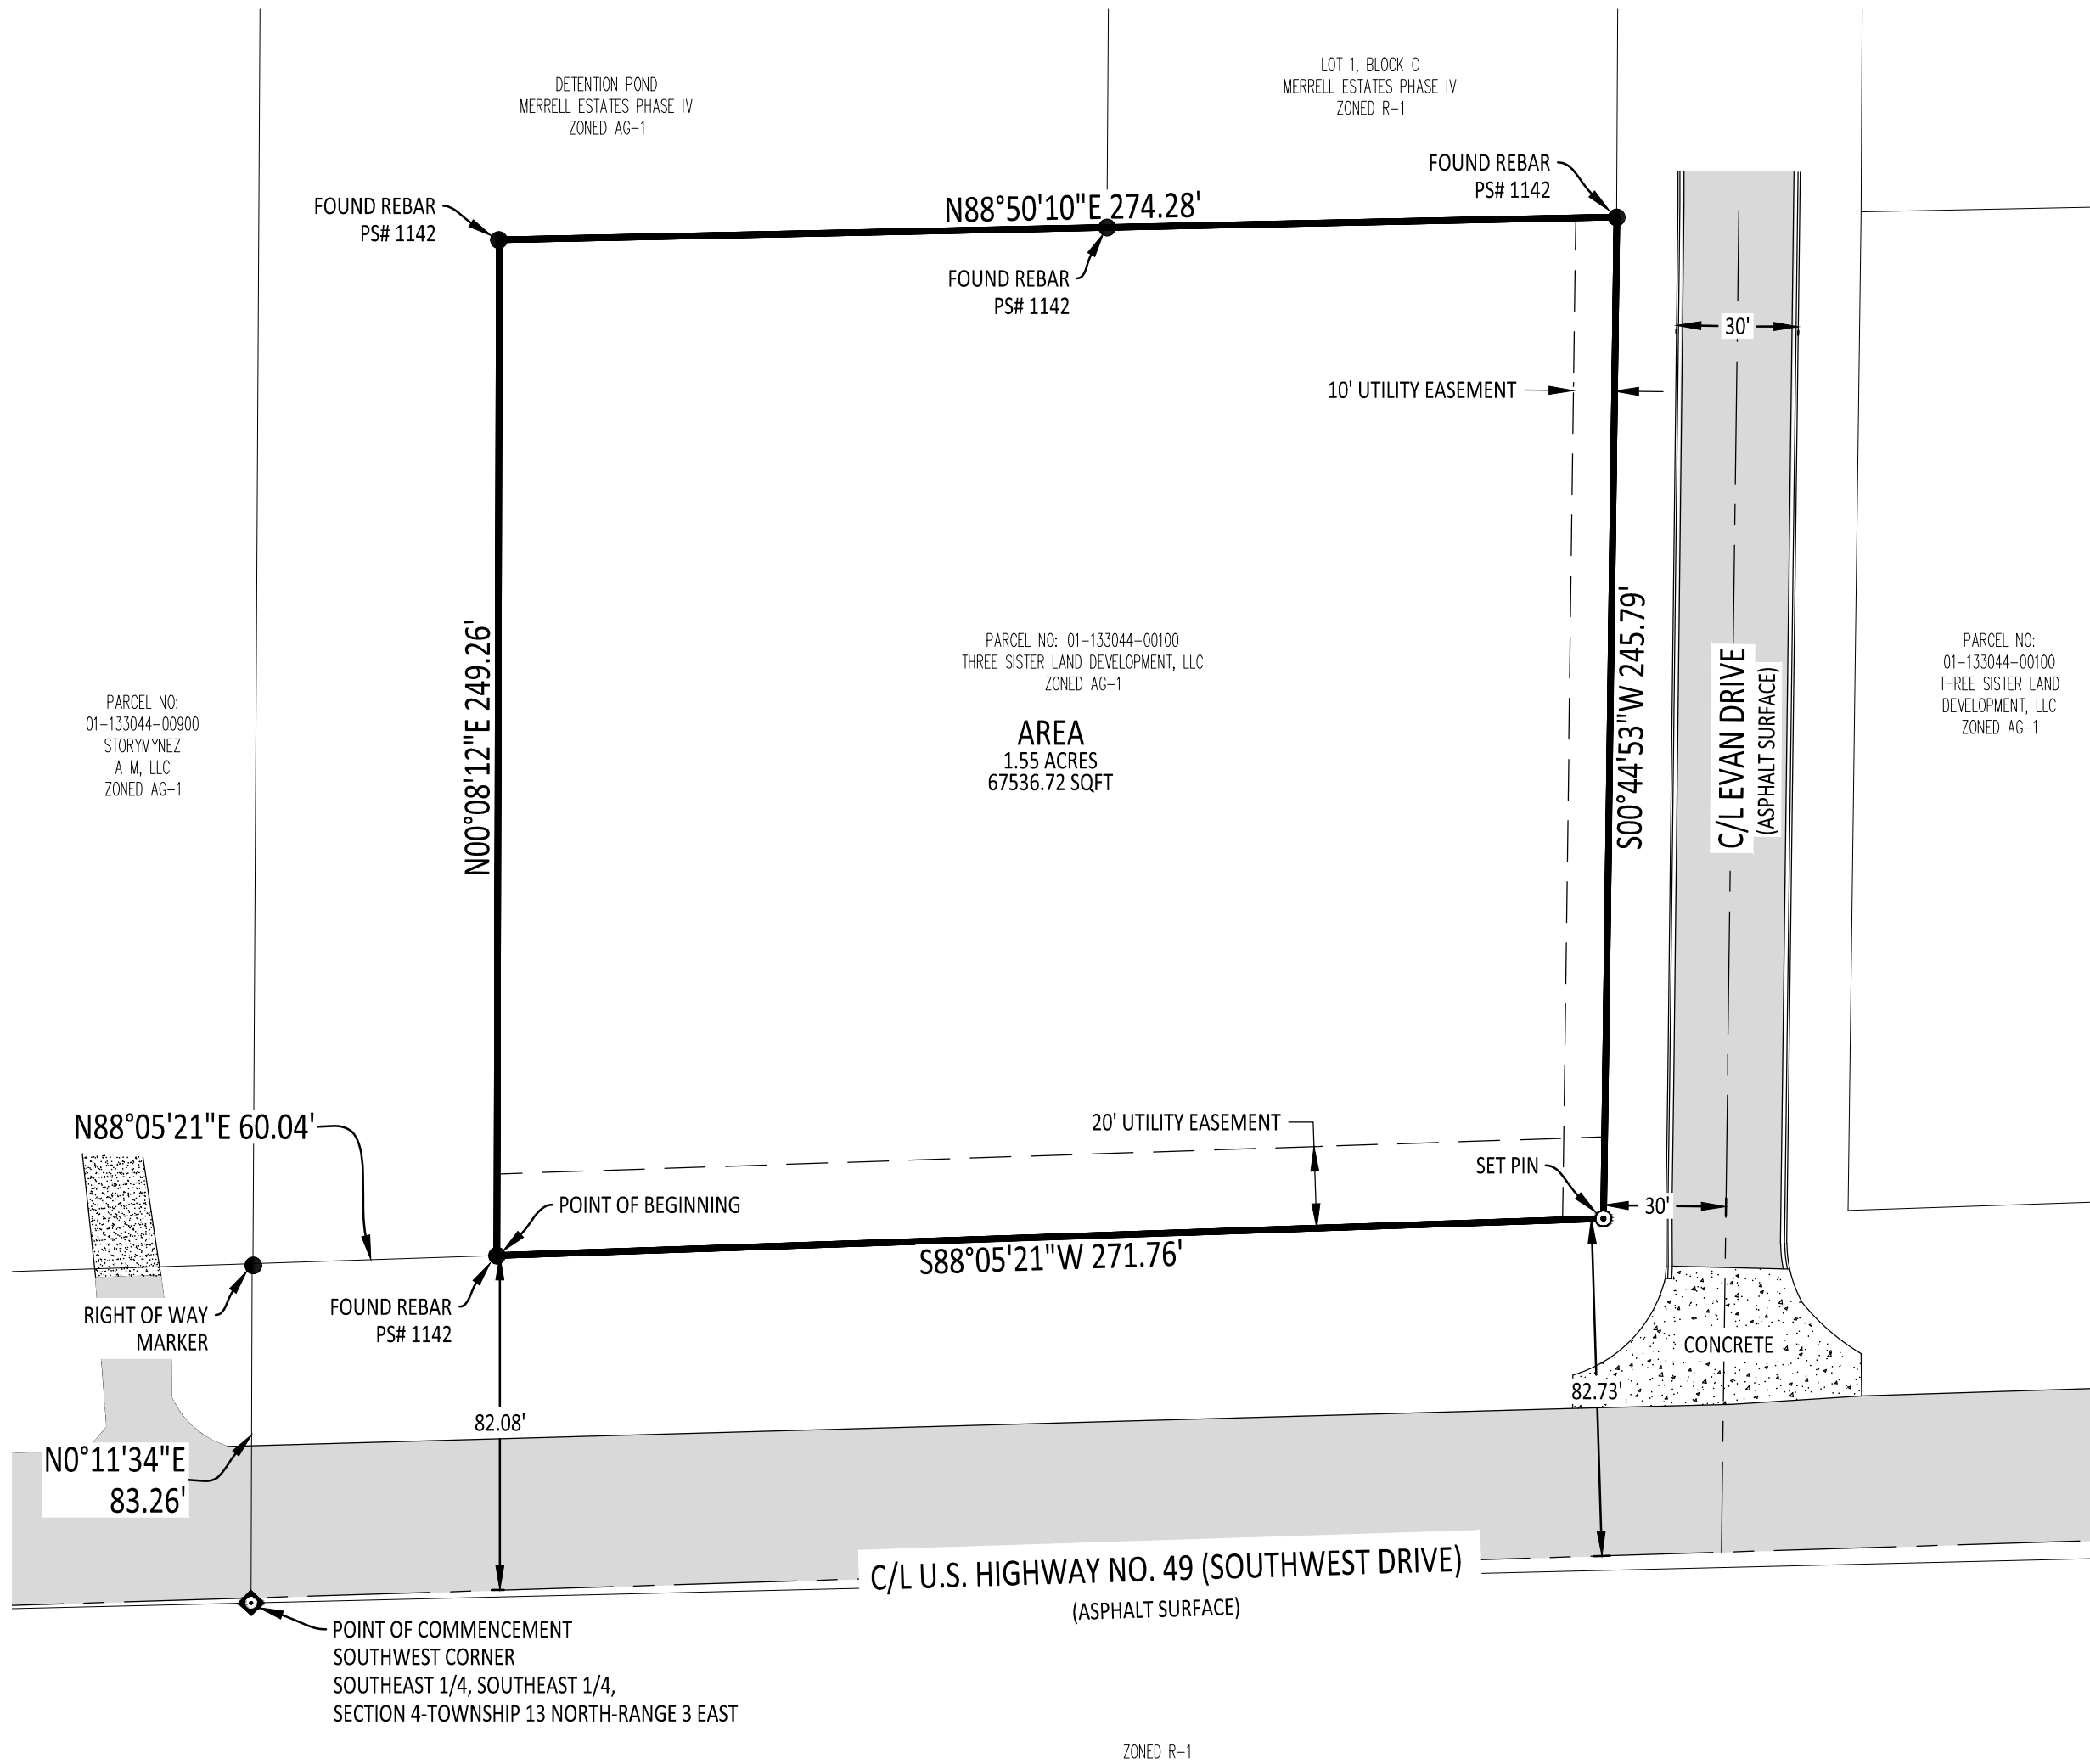 DETENTION POND
MERRELL ESTATES PHASE IV
ZONED AG-1
LOT 1, BLOCK C
MERRELL ESTATES PHASE IV
ZONED R-1
FOUND REBAR
PS# 1142
FOUND REBAR
PS# 1142
N88°50'10"E 274.28'
FOUND REBAR
PS# 1142
30'
10' UTILITY EASEMENT
N00°08'12"E 249.26'
PARCEL NO: 01-133044-00100
THREE SISTER LAND DEVELOPMENT, LLC
ZONED AG-1
AREA
1.55 ACRES
67536.72 SQFT
S00°44'53"W 245.79'
C/L EVAN DRIVE
(ASPHALT SURFACE)
PARCEL NO:
01-133044-00100
THREE SISTER LAND
DEVELOPMENT, LLC
ZONED AG-1
PARCEL NO:
01-133044-00900
STORYMYNEZ
A M, LLC
ZONED AG-1
N88°05'21"E 60.04'
20' UTILITY EASEMENT
SET PIN
POINT OF BEGINNING
30'
S88°05'21"W 271.76'
RIGHT OF WAY
MARKER
FOUND REBAR
PS# 1142
CONCRETE
82.73'
82.08'
N0°11'34"E
83.26'
C/L U.S. HIGHWAY NO. 49 (SOUTHWEST DRIVE)
(ASPHALT SURFACE)
POINT OF COMMENCEMENT
SOUTHWEST CORNER
SOUTHEAST 1/4, SOUTHEAST 1/4,
SECTION 4-TOWNSHIP 13 NORTH-RANGE 3 EAST
ZONED R-1